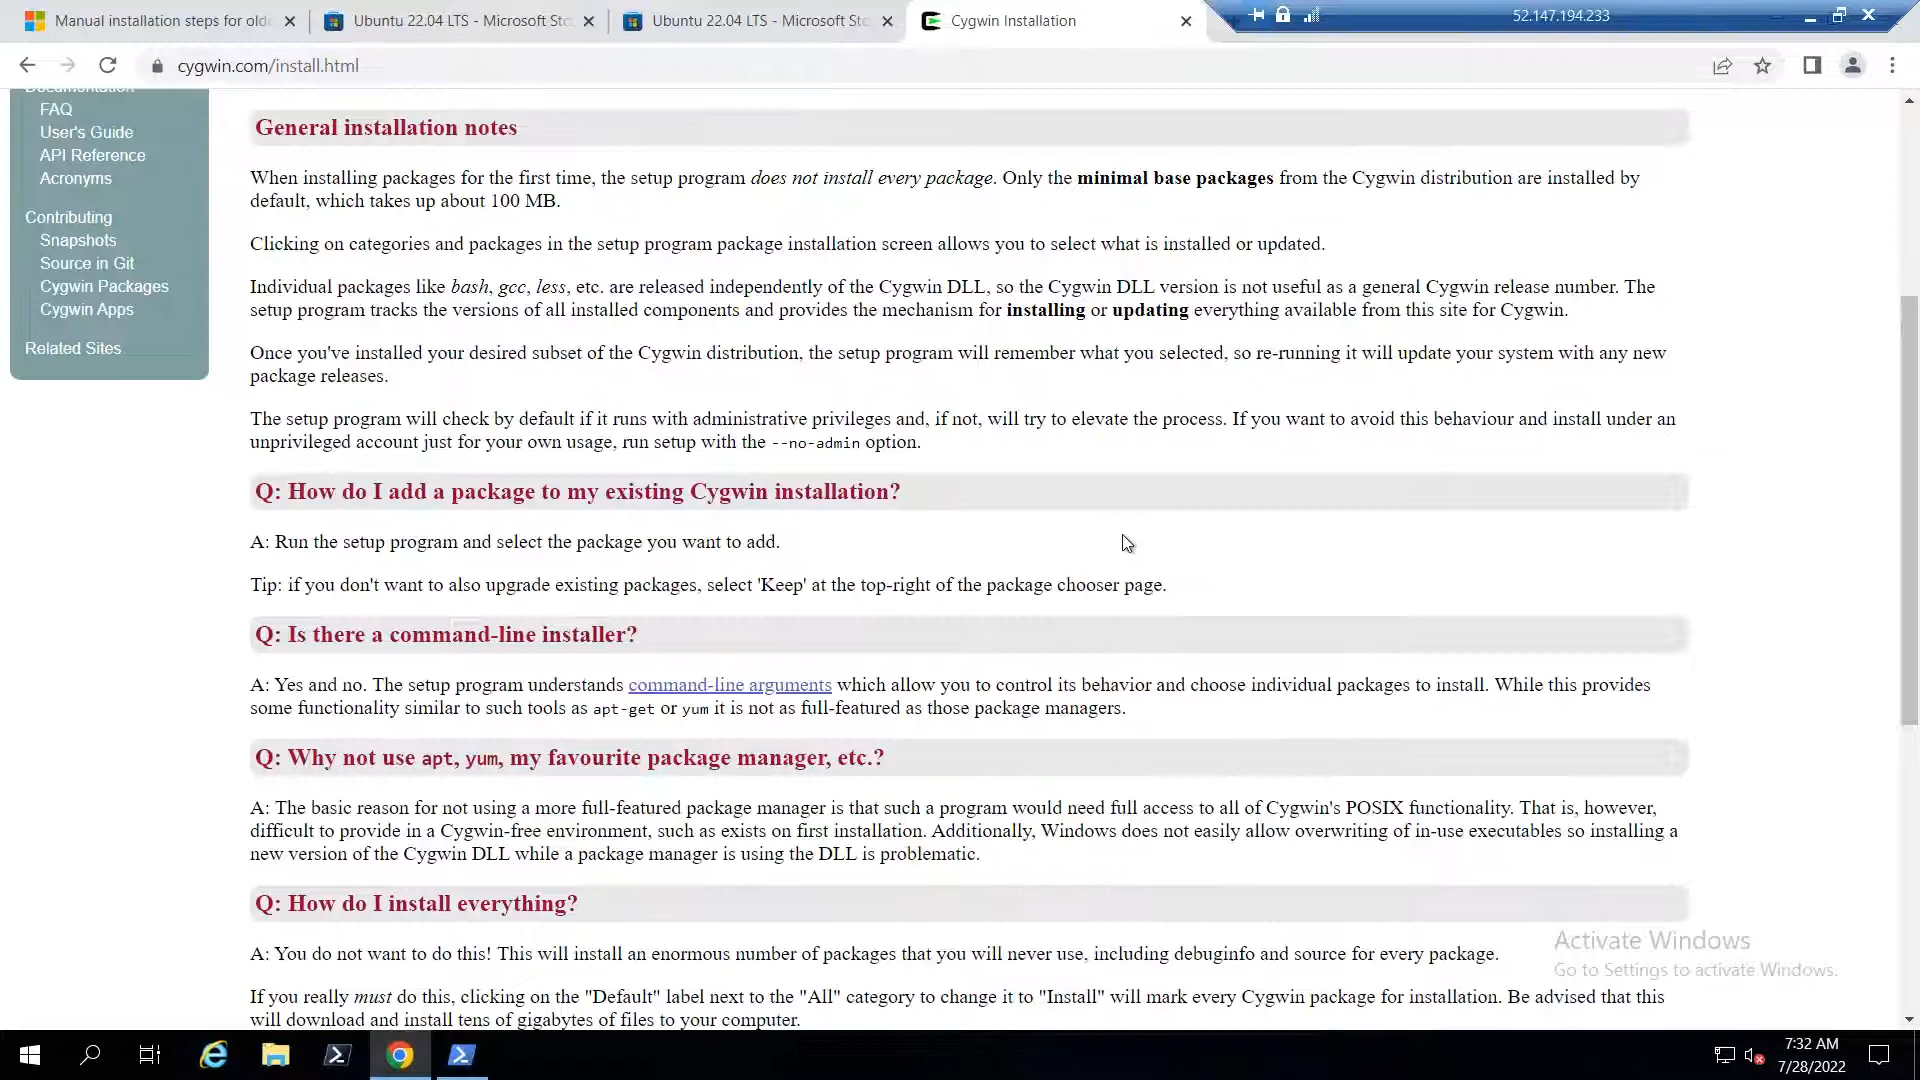 Manual installation steps for olde
Ubuntu 22.04 LTS - Microsoft Sto
Ubuntu 22.04 LTS - Microsoft Sto
Cygwin Installation
52.147.194.233
cygwin.com/install.html
Documentation
FAQ
User's Guide
API Reference
Acronyms
Contributing
Snapshots
Source in Git
Cygwin Packages
Cygwin Apps
Related Sites
General installation notes
When installing packages for the first time, the setup program does not install every package. Only the minimal base packages from the Cygwin distribution are installed by
default, which takes up about 100 MB.
Clicking on categories and packages in the setup program package installation screen allows you to select what is installed or updated.
Individual packages like bash, gcc, less, etc. are released independently of the Cygwin DLL, so the Cygwin DLL version is not useful as a general Cygwin release number. The
setup program tracks the versions of all installed components and provides the mechanism for installing or updating everything available from this site for Cygwin.
Once you've installed your desired subset of the Cygwin distribution, the setup program will remember what you selected, so re-running it will update your system with any new
package releases.
The setup program will check by default if it runs with administrative privileges and, if not, will try to elevate the process. If you want to avoid this behaviour and install under an
unprivileged account just for your own usage, run setup with the --no-admin option.
Q: How do I add a package to my existing Cygwin installation?
A: Run the setup program and select the package you want to add.
Tip: if you don't want to also upgrade existing packages, select 'Keep' at the top-right of the package chooser page.
Q: Is there a command-line installer?
A: Yes and no. The setup program understands command-line arguments which allow you to control its behavior and choose individual packages to install. While this provides
some functionality similar to such tools as apt-get or yum it is not as full-featured as those package managers.
Q: Why not use apt, yum, my favourite package manager, etc.?
A: The basic reason for not using a more full-featured package manager is that such a program would need full access to all of Cygwin's POSIX functionality. That is, however,
difficult to provide in a Cygwin-free environment, such as exists on first installation. Additionally, Windows does not easily allow overwriting of in-use executables so installing a
new version of the Cygwin DLL while a package manager is using the DLL is problematic.
Q: How do I install everything?
A: You do not want to do this! This will install an enormous number of packages that you will never use, including debuginfo and source for every package.
If you really must do this, clicking on the "Default" label next to the "All" category to change it to "Install" will mark every Cygwin package for installation. Be advised that this
will download and install tens of gigabytes of files to your computer.
Activate Windows
Go to Settings to activate Windows.
7:32 AM
7/28/2022